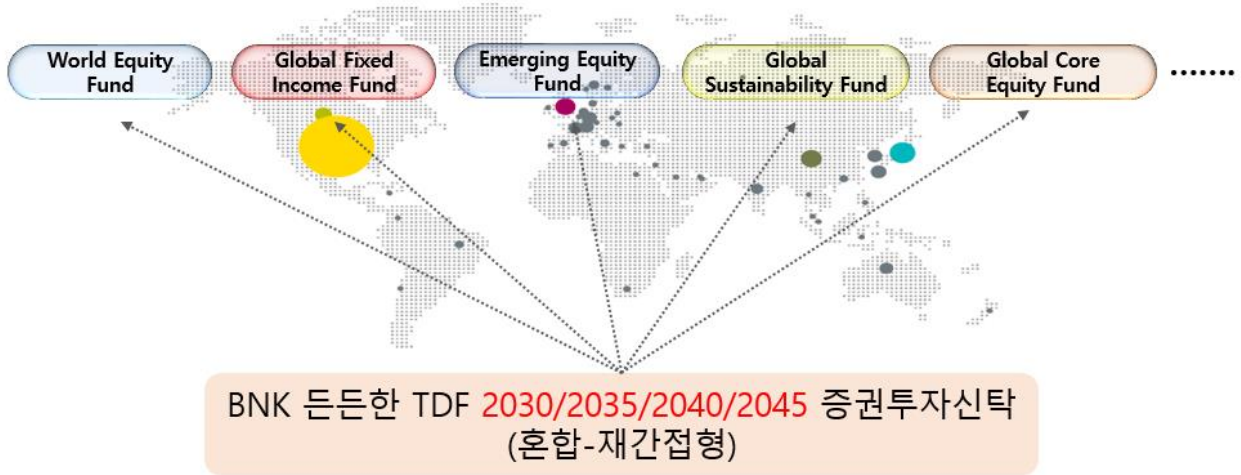 World Equity
Fund
Global Fixed
Income Fund
Emerging Equity
Fund
Global
Sustainability Fund
Global Core
Equity Fund
.......
BNK 든든한 TDF 2030/2035/2040/2045 증권투자신탁
(혼합-재간접형)